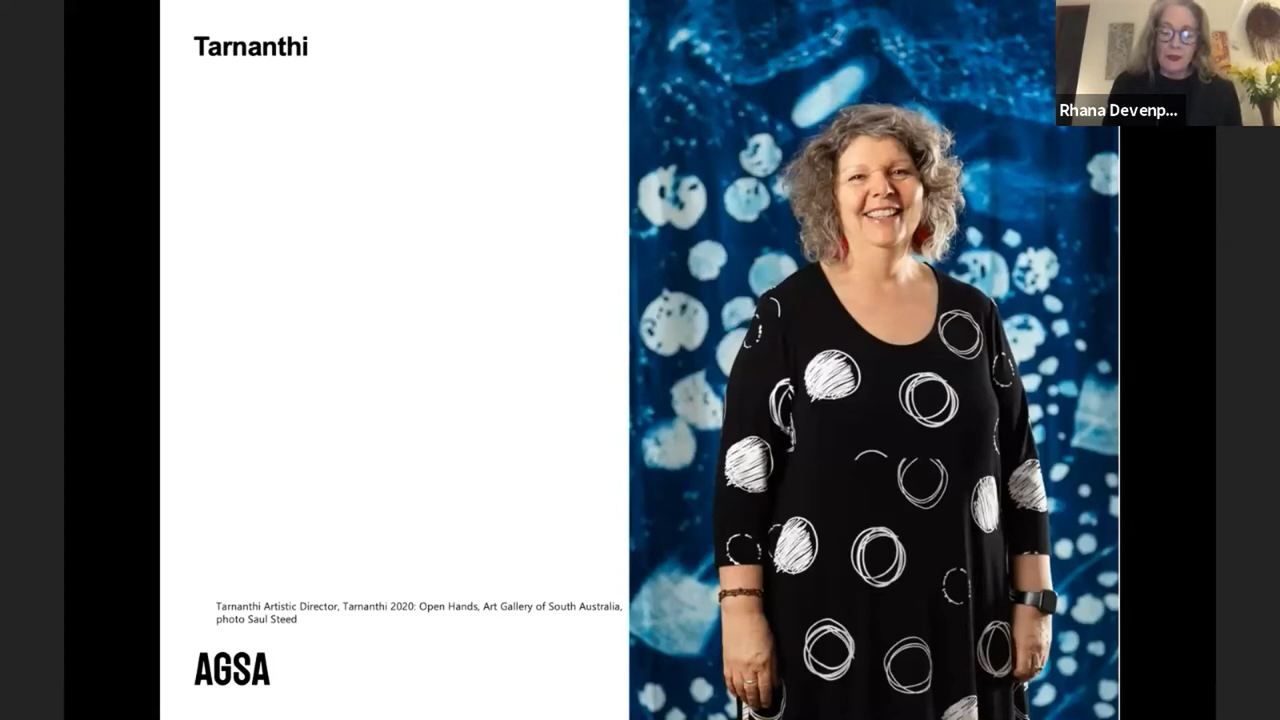 Tarnanthi
Rhana Devenp...
Tarnanthi Artistic Director, Tarnanthi 2020: Open Hands, Art Gallery of South Australia,
photo Saul Steed
AGSA